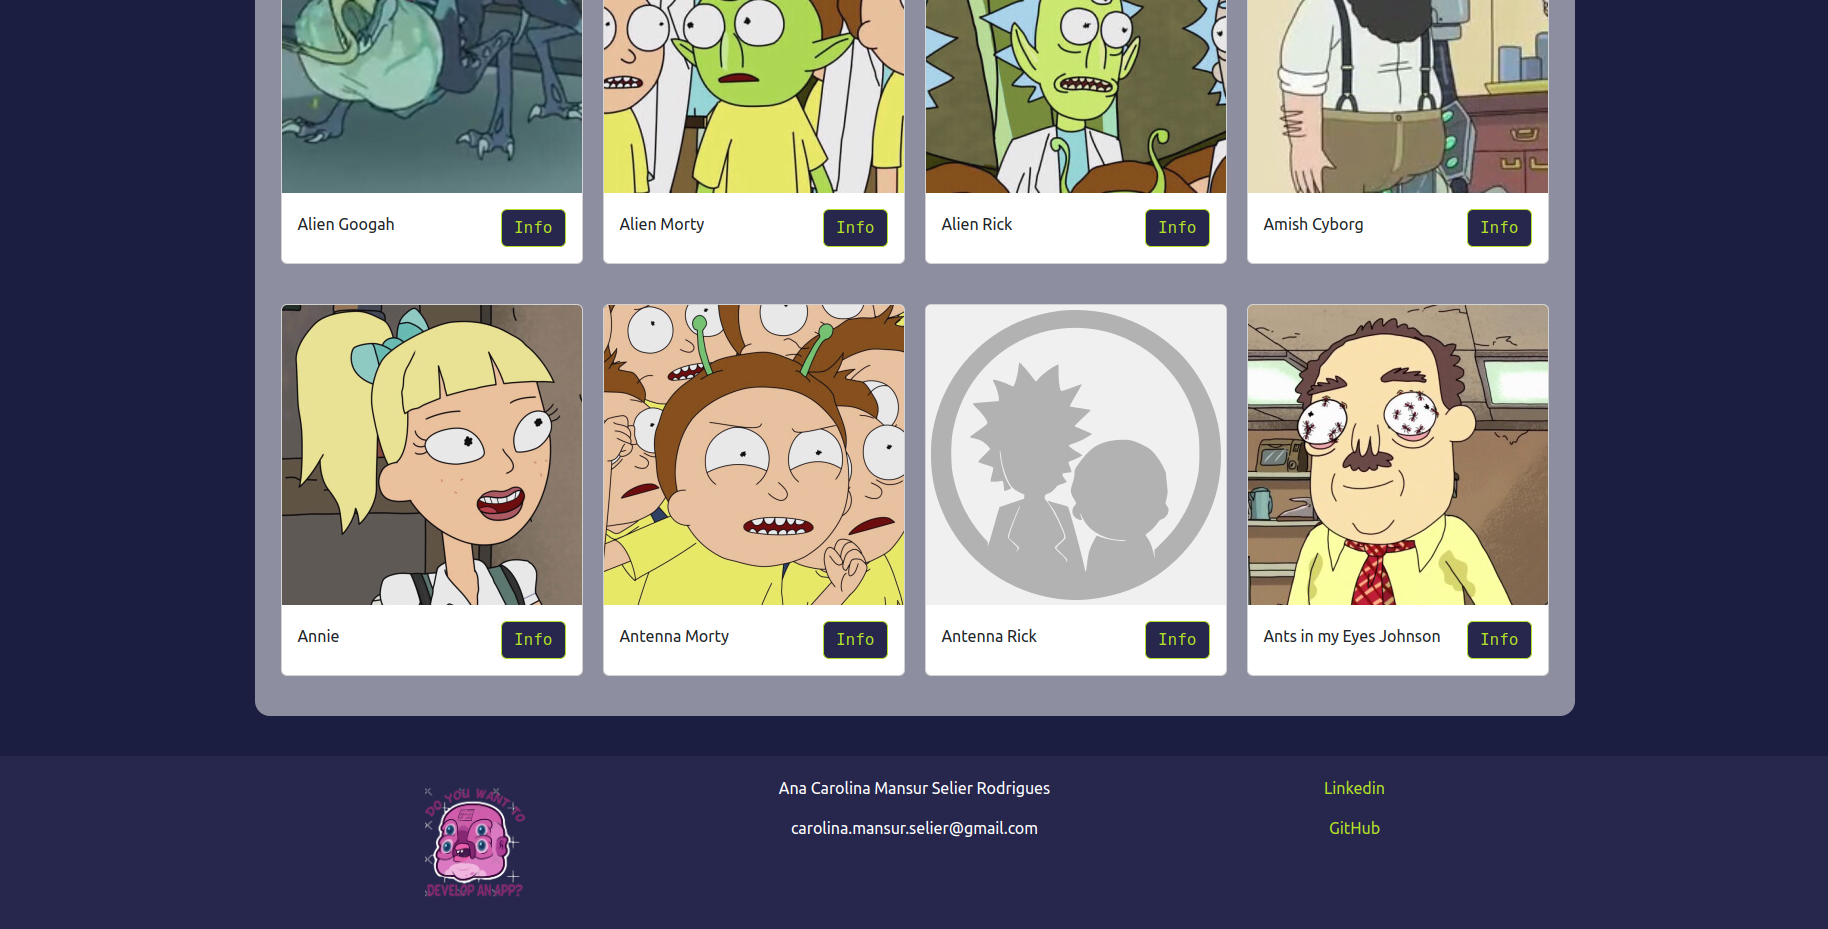 Alien Googah Info Alien Morty Info Alien Rick Info Amish Cyborg Info
Annie Info Antenna Morty Info Antenna Rick Info Ants in my Eyes Johnson Info
DO YOU WANT TO
DEVELOP AN APP?
Ana Carolina Mansur Selier Rodrigues
carolina.mansur.selier@gmail.com
Linkedin
GitHub